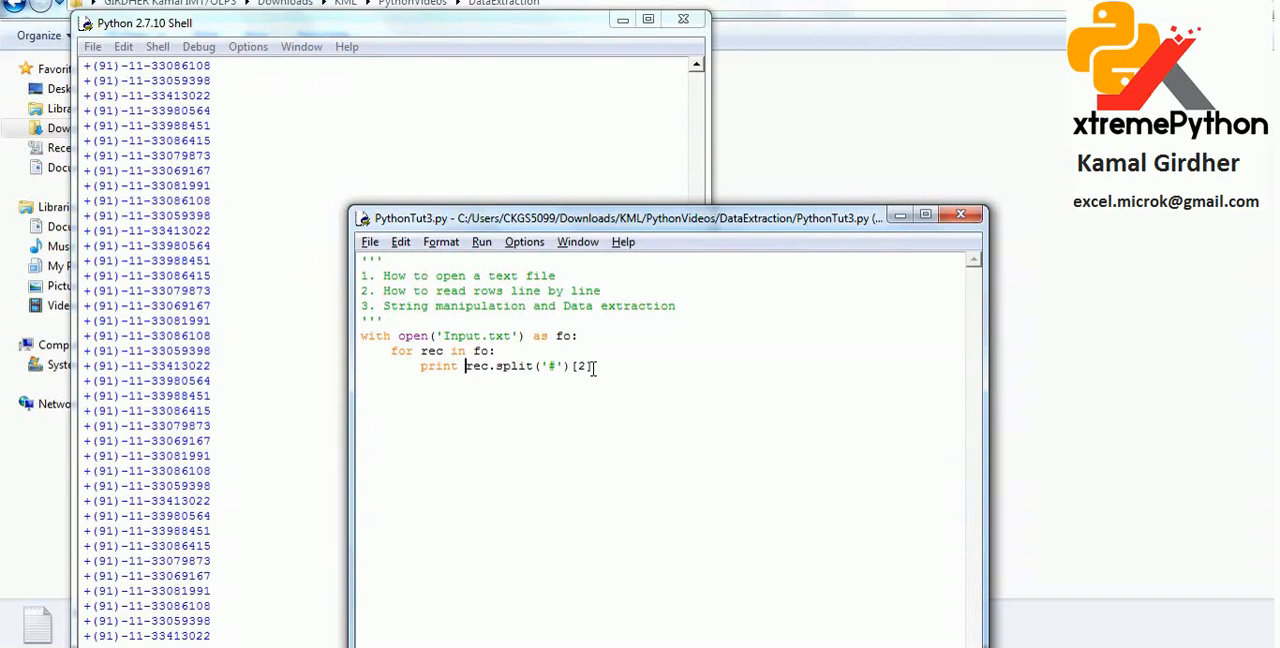 GIRDHER Kamal IMT/OLPS
Downloads
KML
PythonVideos
DataExtraction
Python 2.7.10 Shell
Organize
File Edit Shell Debug Options Window Help
Favori
Desk
Libra
Dow
Rece
Docu
Librari
Docu
Mus
My P
Pictu
Vide
Comp
Syste
Netwo
+(91)-11-33086108
+(91)-11-33059398
+(91)-11-33413022
+(91)-11-33980564
+(91)-11-33988451
+(91)-11-33086415
+(91)-11-33079873
+(91)-11-33069167
+(91)-11-33081991
+(91)-11-33086108
+(91)-11-33059398
+(91)-11-33413022
+(91)-11-33980564
+(91)-11-33988451
+(91)-11-33086415
+(91)-11-33079873
+(91)-11-33069167
+(91)-11-33081991
+(91)-11-33086108
+(91)-11-33059398
+(91)-11-33413022
+(91)-11-33980564
+(91)-11-33988451
+(91)-11-33086415
+(91)-11-33079873
+(91)-11-33069167
+(91)-11-33081991
+(91)-11-33086108
+(91)-11-33059398
+(91)-11-33413022
+(91)-11-33980564
+(91)-11-33988451
+(91)-11-33086415
+(91)-11-33079873
+(91)-11-33069167
+(91)-11-33081991
+(91)-11-33086108
+(91)-11-33059398
+(91)-11-33413022
PythonTut3.py - C:/Users/CKGS5099/Downloads/KML/PythonVideos/DataExtraction/PythonTut3.py (...
File Edit Format Run Options Window Help
'''
1. How to open a text file
2. How to read rows line by line
3. String manipulation and Data extraction
'''
with open('Input.txt') as fo:
    for rec in fo:
        print rec.split('#')[2]
xtremePython
Kamal Girdher
excel.microk@gmail.com